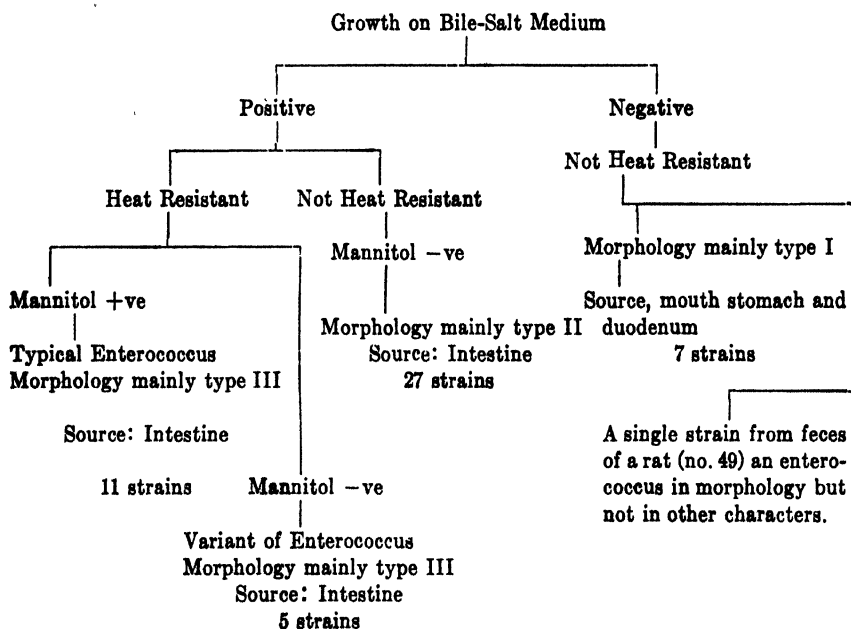 Growth on Bile-Salt Medium
Positive
Negative
Not Heat Resistant
Heat Resistant
Not Heat Resistant
Mannitol −ve
Morphology mainly type I
Mannitol +ve
Source, mouth stomach and
duodenum
7 strains
Morphology mainly type II
Source: Intestine
27 strains
Typical Enterococcus
Morphology mainly type III
Source: Intestine
11 strains
Mannitol −ve
Variant of Enterococcus
Morphology mainly type III
Source: Intestine
5 strains
A single strain from feces
of a rat (no. 49) an entero-
coccus in morphology but
not in other characters.